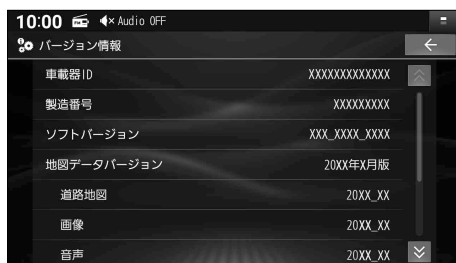 10:00 Audio OFF
バージョン情報
車載器ID XXXXXXXXXXXXX
製造番号 XXXXXXXXX
ソフトバージョン XXX_XXXX_XXXX
地図データバージョン 20XX年X月版
道路地図 20XX_XX
画像 20XX_XX
音声 20XX_XX